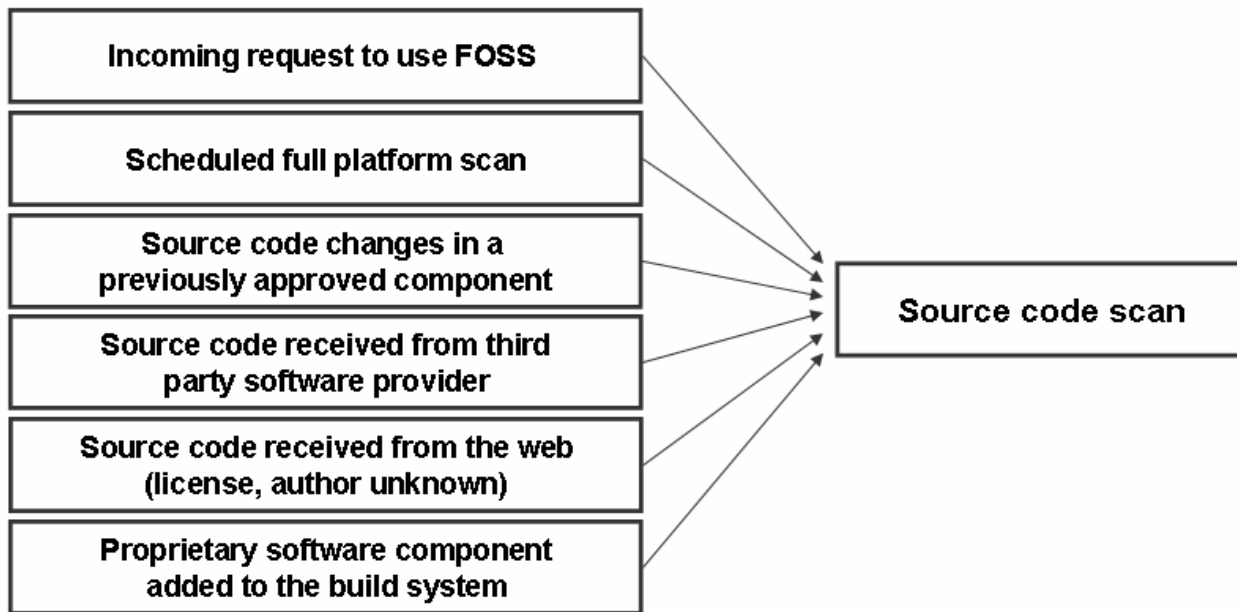 Incoming request to use FOSS
Scheduled full platform scan
Source code changes in a
previously approved component
Source code received from third
party software provider
Source code received from the web
(license, author unknown)
Proprietary software component
added to the build system
Source code scan